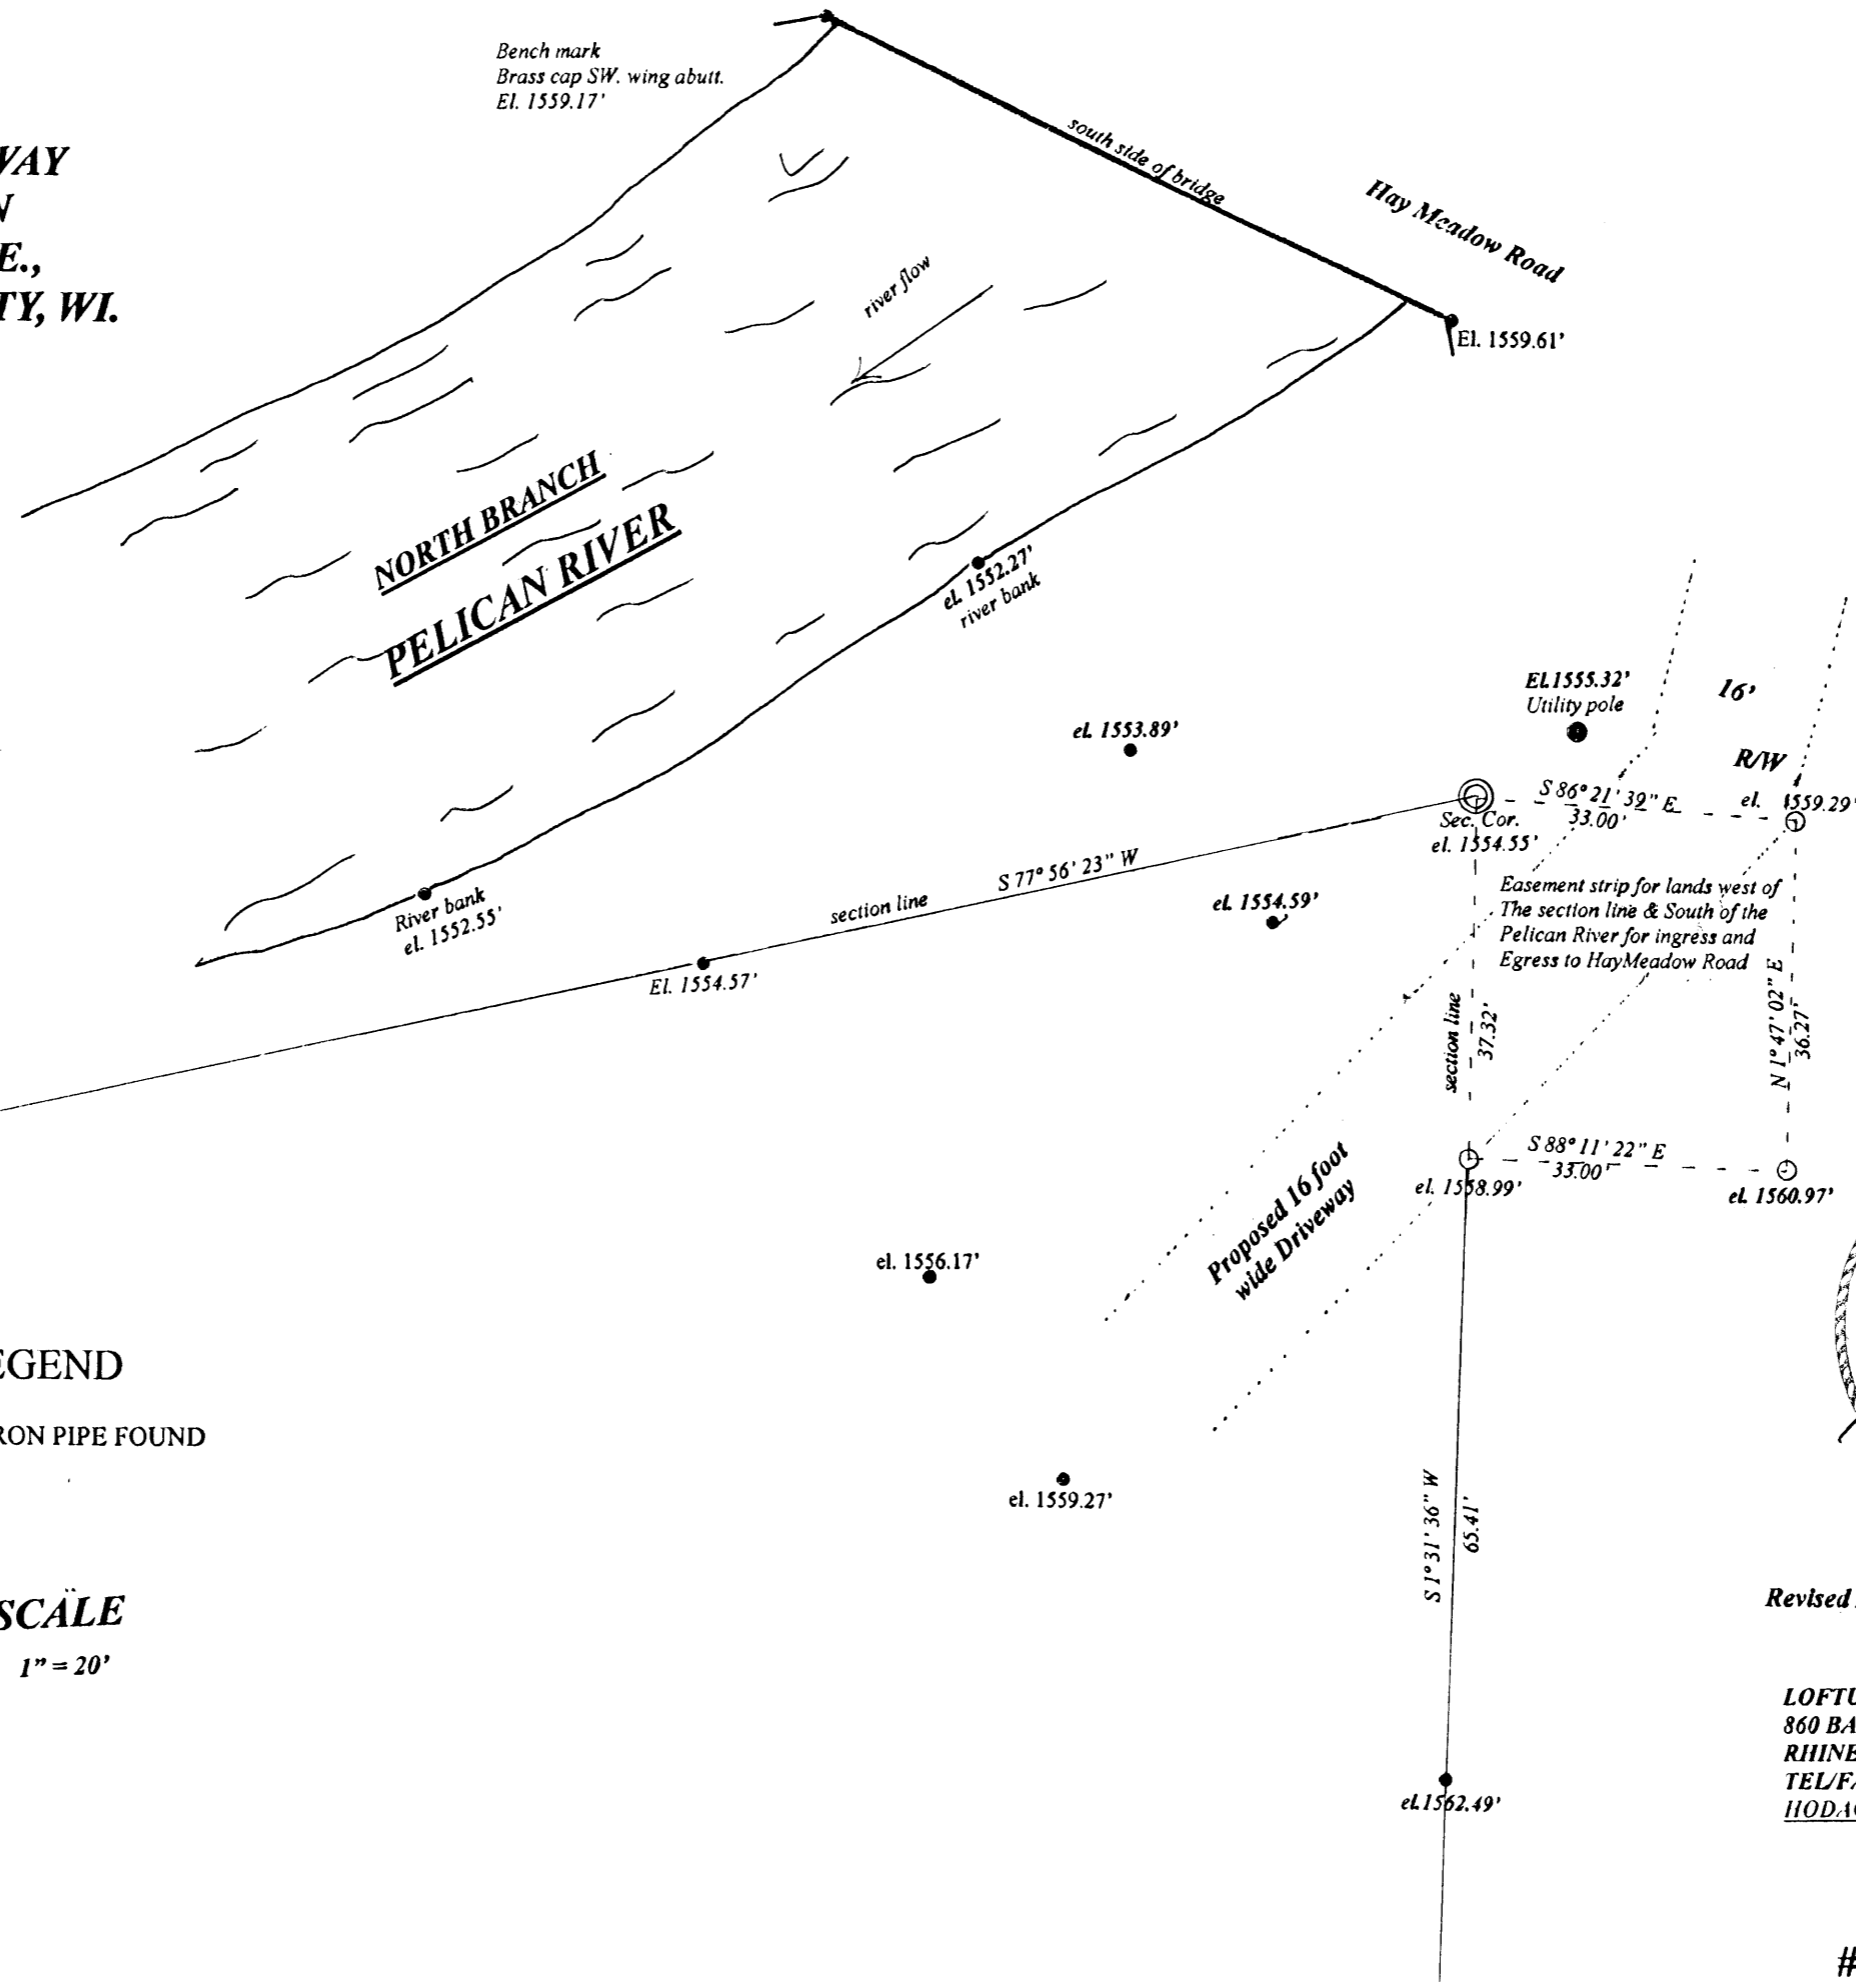 Bench mark
Brass cap SW. wing abutt.
El. 1559.17'
WAY
N
E.,
TY, WI.
south side of bridge
Hay Meadow Road
El. 1559.61'
river flow
NORTH BRANCH
PELICAN RIVER
el. 1552.27'
river bank
El.1555.32'
Utility pole
16'
R/W
el. 1553.89'
S 86° 21' 39" E
33.00'
el. 1559.29'
Sec. Cor.
el. 1554.55'
S 77° 56' 23" W
section line
el. 1554.59'
Easement strip for lands west of
The section line & South of the
Pelican River for ingress and
Egress to HayMeadow Road
River bank
el. 1552.55'
El. 1554.57'
section line
37.32'
N 1° 47' 02" E
36.27'
S 88° 11' 22" E
33.00'
el. 1558.99'
el. 1560.97'
Proposed 16 foot
wide Driveway
el. 1556.17'
EGEND
RON PIPE FOUND
el. 1559.27'
S 1° 31' 36" W
65.41'
SCALE
1" = 20'
Revised
LOFTU
860 BA
RHINE
TEL/FA
HODA
el.1562.49'
#